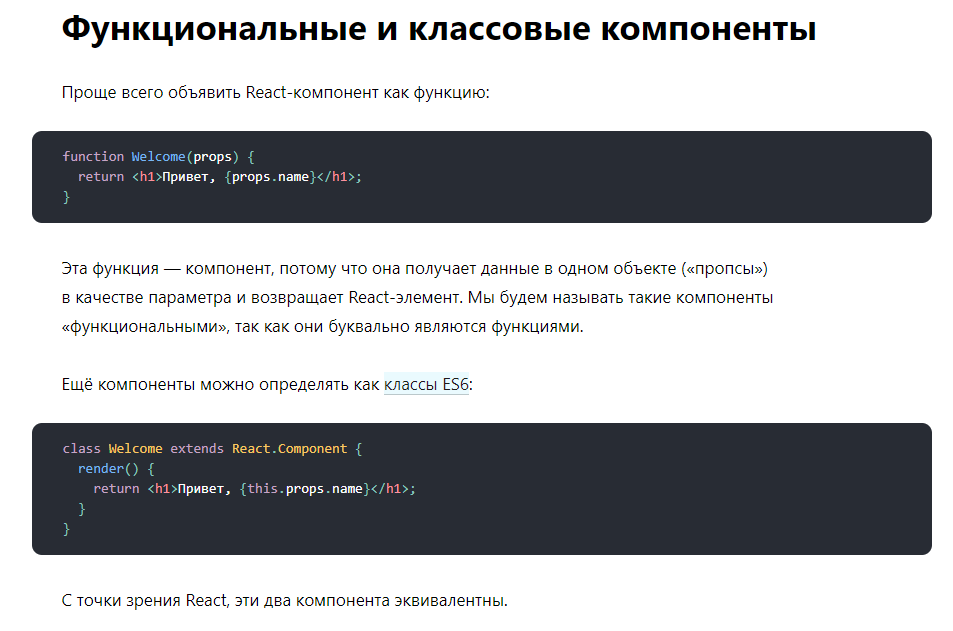 Функциональные и классовые компоненты
Проще всего объявить React-компонент как функцию:
function Welcome(props) {
  return <h1>Привет, {props.name}</h1>;
}
Эта функция — компонент, потому что она получает данные в одном объекте («пропсы»)
в качестве параметра и возвращает React-элемент. Мы будем называть такие компоненты
«функциональными», так как они буквально являются функциями.
Ещё компоненты можно определять как классы ES6:
class Welcome extends React.Component {
  render() {
    return <h1>Привет, {this.props.name}</h1>;
  }
}
С точки зрения React, эти два компонента эквивалентны.